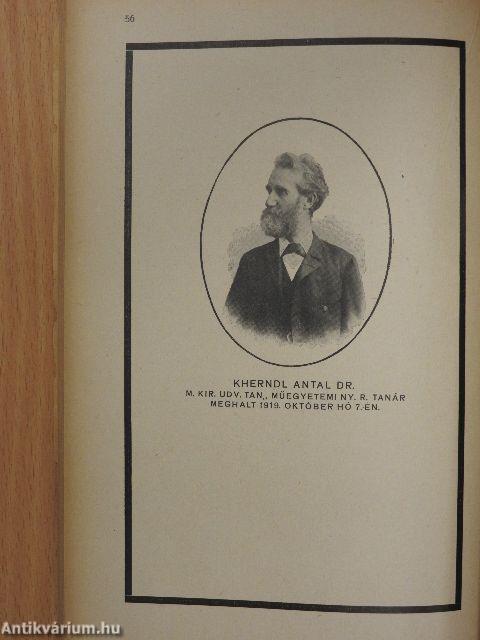 56
KHERNDL ANTAL DR.
M. KIR. UDV. TAN., MŰEGYETEMI NY. R. TANÁR
MEGHALT 1919. OKTÓBER HÓ 7.-ÉN.
Antikvárium.hu